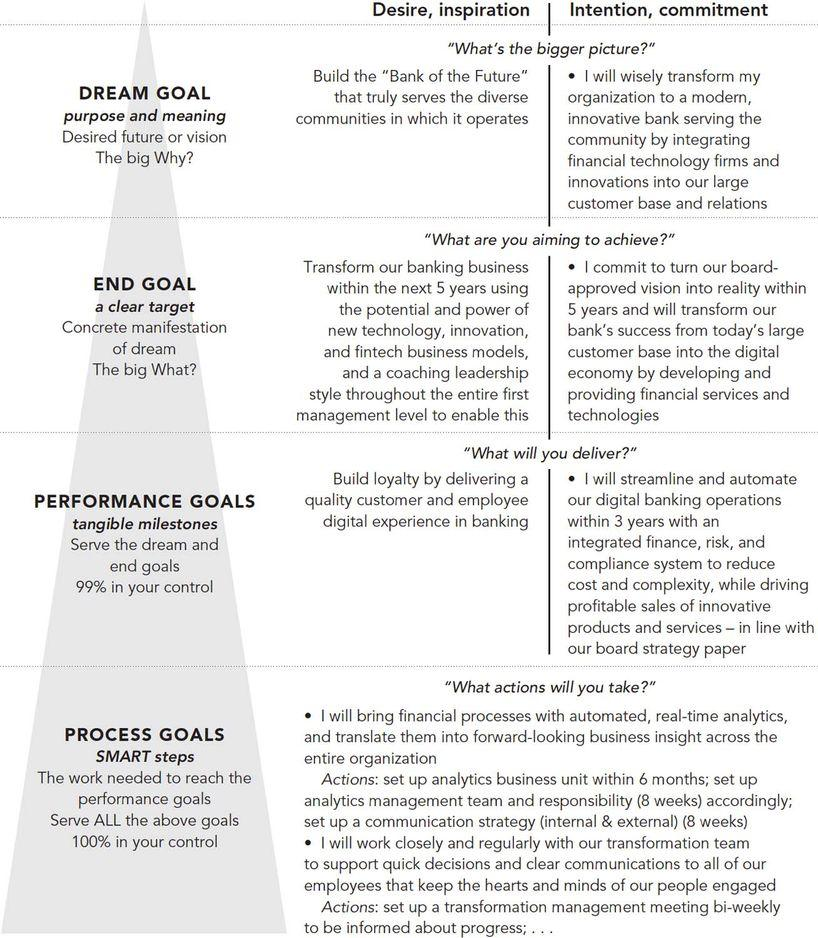 Desire, inspiration
Intention, commitment
DREAM GOAL
purpose and meaning
Desired future or vision
The big Why?
“What’s the bigger picture?”
Build the “Bank of the Future”
that truly serves the diverse
communities in which it operates
• I will wisely transform my
organization to a modern,
innovative bank serving the
community by integrating
financial technology firms and
innovations into our large
customer base and relations
END GOAL
a clear target
Concrete manifestation
of dream
The big What?
“What are you aiming to achieve?”
Transform our banking business
within the next 5 years using
the potential and power of
new technology, innovation,
and fintech business models,
and a coaching leadership
style throughout the entire first
management level to enable this
• I commit to turn our board-
approved vision into reality within
5 years and will transform our
bank’s success from today’s large
customer base into the digital
economy by developing and
providing financial services and
technologies
PERFORMANCE GOALS
tangible milestones
Serve the dream and
end goals
99% in your control
“What will you deliver?”
Build loyalty by delivering a
quality customer and employee
digital experience in banking
• I will streamline and automate
our digital banking operations
within 3 years with an
integrated finance, risk, and
compliance system to reduce
cost and complexity, while driving
profitable sales of innovative
products and services – in line with
our board strategy paper
PROCESS GOALS
SMART steps
The work needed to reach the
performance goals
Serve ALL the above goals
100% in your control
“What actions will you take?”
• I will bring financial processes with automated, real-time analytics,
and translate them into forward-looking business insight across the
entire organization
Actions: set up analytics business unit within 6 months; set up
analytics management team and responsibility (8 weeks) accordingly;
set up a communication strategy (internal & external) (8 weeks)
• I will work closely and regularly with our transformation team
to support quick decisions and clear communications to all of our
employees that keep the hearts and minds of our people engaged
Actions: set up a transformation management meeting bi-weekly
to be informed about progress; . . .